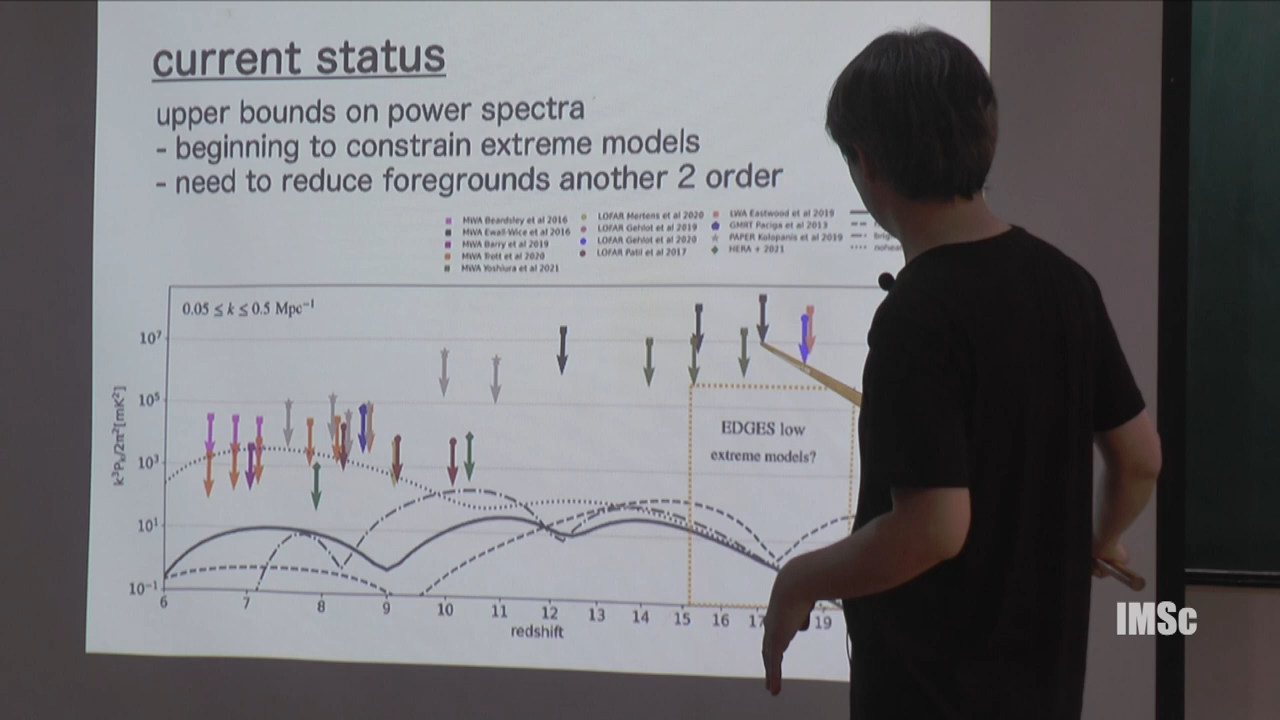 current status
upper bounds on power spectra
- beginning to constrain extreme models
- need to reduce foregrounds another 2 order
MWA Beardsley et al 2016
MWA Ewall-Wice et al 2016
MWA Barry et al 2019
MWA Trott et al 2020
MWA Yoshiura et al 2021
LOFAR Mertens et al 2020
LOFAR Gehlot et al 2019
LOFAR Gehlot et al 2020
LOFAR Patil et al 2017
LWA Eastwood et al 2019
GMRT Paciga et al 2013
PAPER Kolopanis et al 2019
HERA + 2021
0.05 ≤ k ≤ 0.5 Mpc⁻¹
k³Pₖ/2π²[mK²]
10⁷
10⁵
10³
10¹
10⁻¹
EDGES low
extreme models?
6 7 8 9 10 11 12 13 14 15 16 17 19
redshift
IMSc